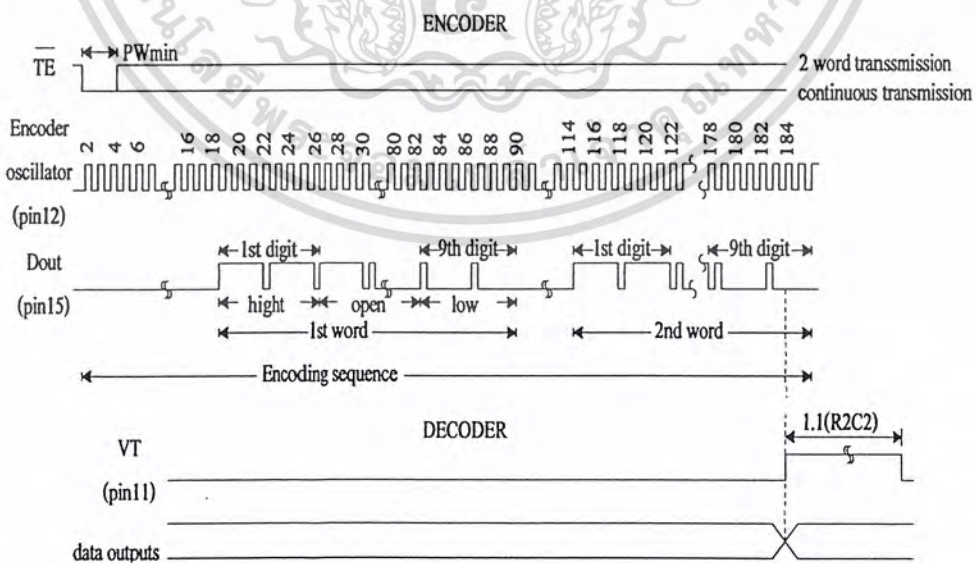 ENCODER
TE PWmin 2 word transsmission
continuous transmission
Encoder
oscillator
(pin12)
2 4 6 16 18 20 22 24 26 28 30 80 82 84 86 88 90 114 116 118 120 122 178 180 182 184
Dout
(pin15)
1st digit 9th digit 1st digit 9th digit
hight open low
1st word 2nd word
Encoding sequence
DECODER
1.1(R2C2)
VT
(pin11)
data outputs